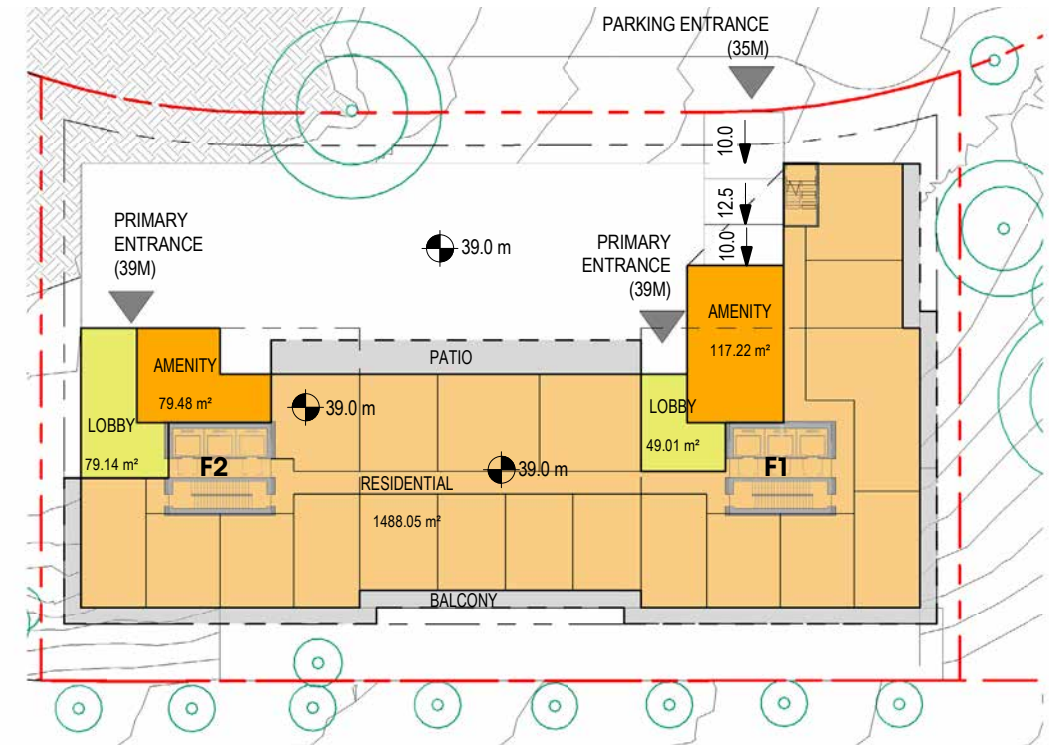 PARKING ENTRANCE
(35M)
10.0
12.5
10.0
PRIMARY
ENTRANCE
(39M)
39.0 m
PRIMARY
ENTRANCE
(39M)
AMENITY
117.22 m²
PATIO
AMENITY
79.48 m²
39.0 m
LOBBY
49.01 m²
LOBBY
79.14 m²
F2
39.0 m
F1
RESIDENTIAL
1488.05 m²
BALCONY